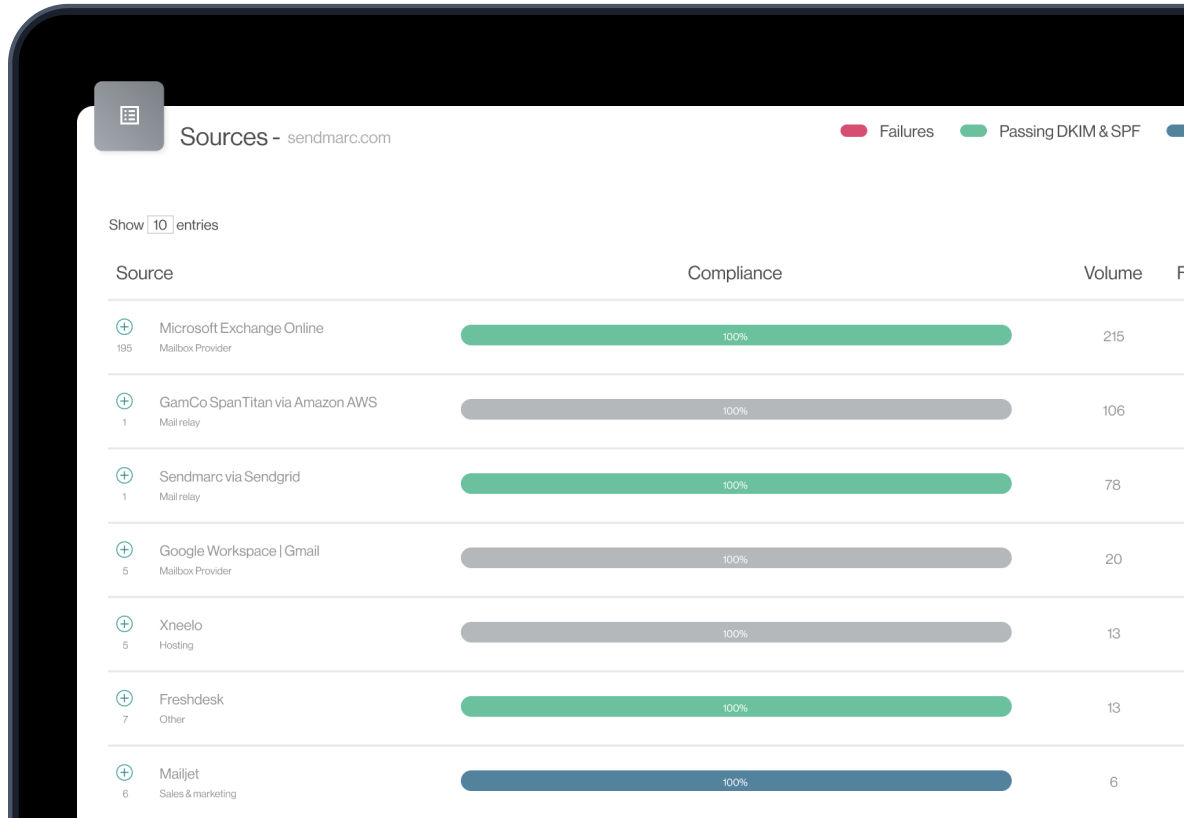 Sources - sendmarc.com
Failures
Passing DKIM & SPF
Show 10 entries
Source Compliance Volume F
Microsoft Exchange Online
195 Mailbox Provider
100%
215
GamCo SpanTitan via Amazon AWS
1 Mail relay
100%
106
Sendmarc via Sendgrid
1 Mail relay
100%
78
Google Workspace | Gmail
5 Mailbox Provider
100%
20
Xneelo
5 Hosting
100%
13
Freshdesk
7 Other
100%
13
Mailjet
6 Sales & marketing
100%
6